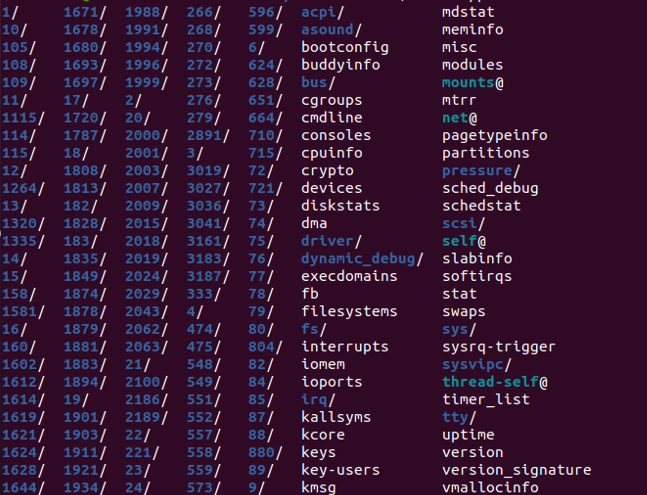 1/ 1671/ 1988/ 266/ 596/ acpi/ mdstat
10/ 1678/ 1991/ 268/ 599/ asound/ meminfo
105/ 1680/ 1994/ 270/ 6/ bootconfig misc
108/ 1693/ 1996/ 272/ 624/ buddyinfo modules
109/ 1697/ 1999/ 273/ 628/ bus/ mounts@
11/ 17/ 2/ 276/ 651/ cgroups mtrr
1115/ 1720/ 20/ 279/ 664/ cmdline net@
114/ 1787/ 2000/ 2891/ 710/ consoles pagetypeinfo
115/ 18/ 2001/ 3/ 715/ cpuinfo partitions
12/ 1808/ 2003/ 3019/ 72/ crypto pressure/
1264/ 1813/ 2007/ 3027/ 721/ devices sched_debug
13/ 182/ 2009/ 3036/ 73/ diskstats schedstat
1320/ 1828/ 2015/ 3041/ 74/ dma scsi/
1335/ 183/ 2018/ 3161/ 75/ driver/ self@
14/ 1835/ 2019/ 3183/ 76/ dynamic_debug/ slabinfo
15/ 1849/ 2024/ 3187/ 77/ execdomains softirqs
158/ 1874/ 2029/ 333/ 78/ fb stat
1581/ 1878/ 2043/ 4/ 79/ filesystems swaps
16/ 1879/ 2062/ 474/ 80/ fs/ sys/
160/ 1881/ 2063/ 475/ 804/ interrupts sysrq-trigger
1602/ 1883/ 21/ 548/ 82/ iomem sysvipc/
1612/ 1894/ 2100/ 549/ 84/ ioports thread-self@
1614/ 19/ 2186/ 551/ 85/ irq/ timer_list
1619/ 1901/ 2189/ 552/ 87/ kallsyms tty/
1621/ 1903/ 22/ 557/ 88/ kcore uptime
1624/ 1911/ 221/ 558/ 880/ keys version
1628/ 1921/ 23/ 559/ 89/ key-users version_signature
1644/ 1934/ 24/ 573/ 9/ kmsg vmallocinfo